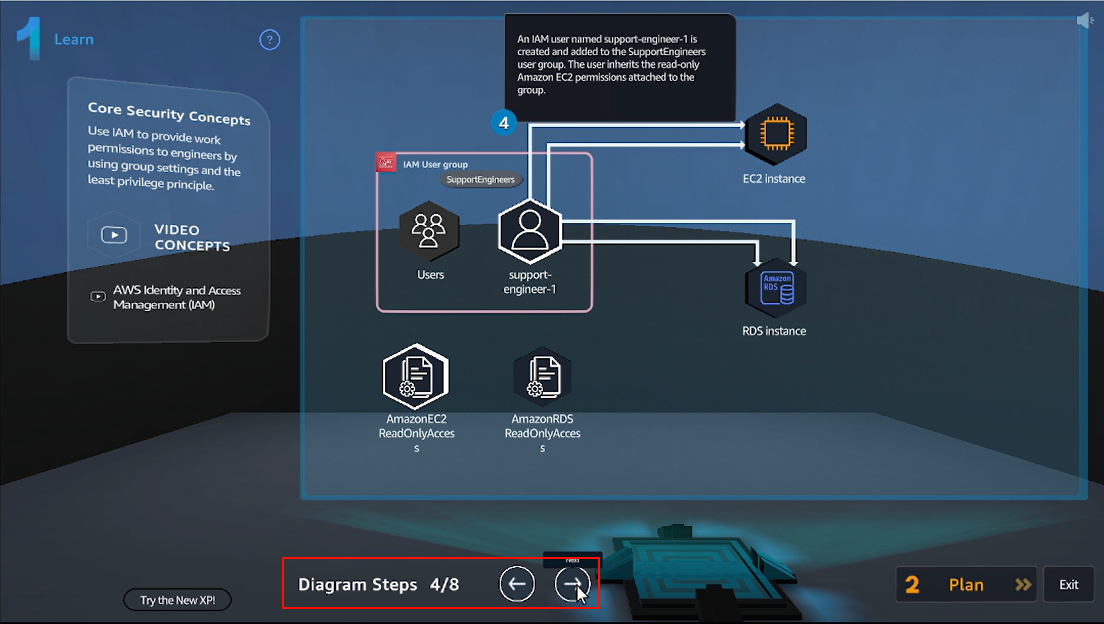 1 Learn
?
Core Security Concepts
Use IAM to provide work
permissions to engineers by
using group settings and the
least privilege principle.
VIDEO
CONCEPTS
AWS Identity and Access
Management (IAM)
An IAM user named support-engineer-1 is
created and added to the SupportEngineers
user group. The user inherits the read-only
Amazon EC2 permissions attached to the
group.
4
IAM User group
SupportEngineers
Users
support-
engineer-1
EC2 instance
Amazon
RDS
RDS instance
AmazonEC2
ReadOnlyAcces
s
AmazonRDS
ReadOnlyAcces
s
Next
Diagram Steps 4/8
Try the New XP!
2 Plan
Exit